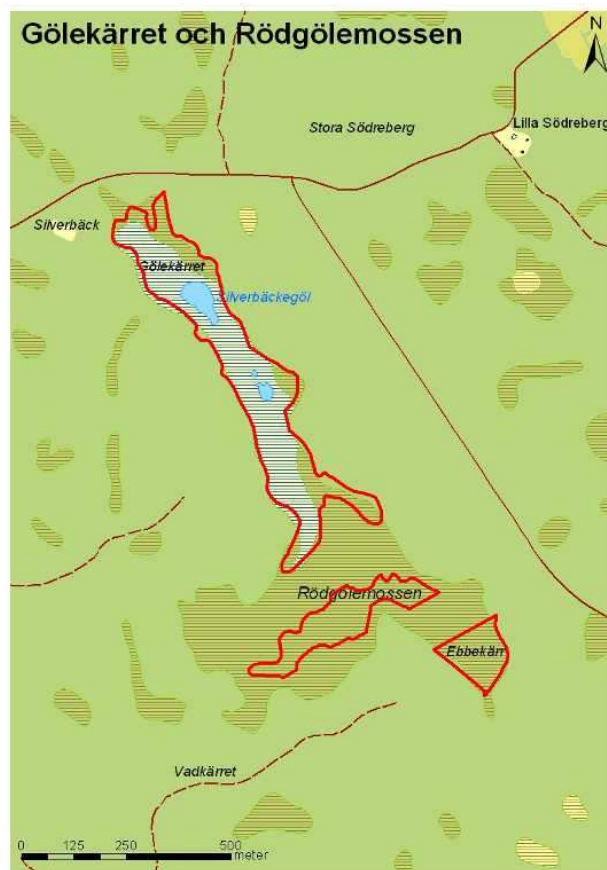 Gölekärret och Rödgölemossen
N
Lilla Södreberg
Stora Södreberg
Silverbäck
Gölekärret
Silverbäckegöl
Rödgölemossen
Ebbekärr
Vadkärret
0 125 250 500
meter